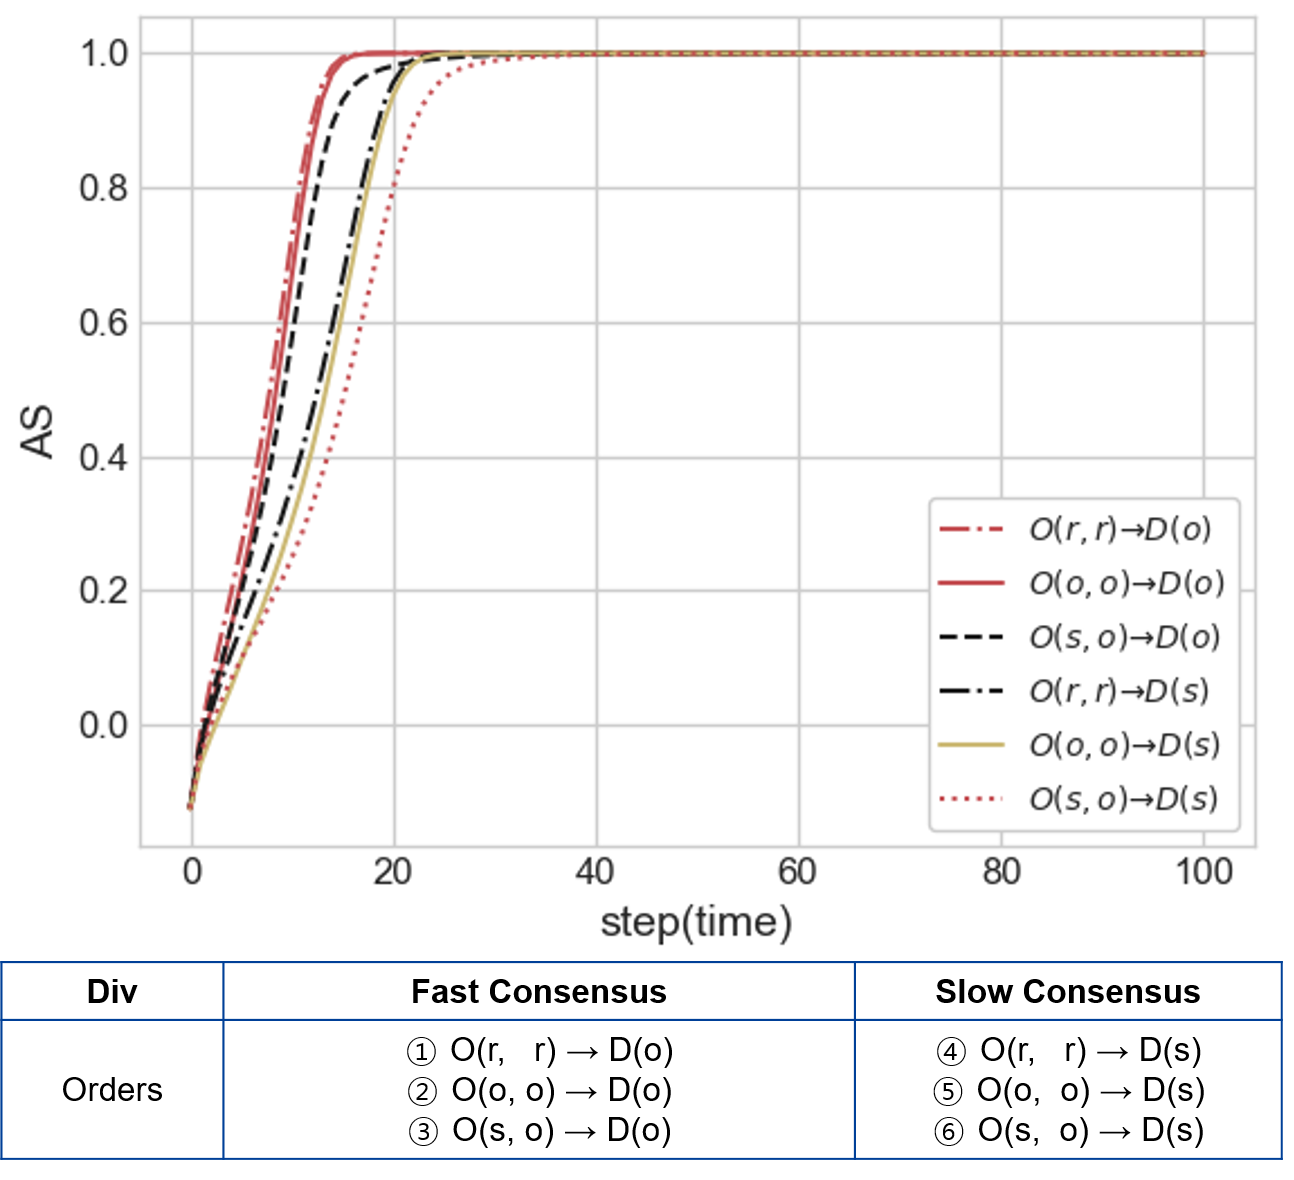 1.0
0.8
0.6
0.4
0.2
0.0
AS
O(r, r)→D(o)
O(o, o)→D(o)
O(s, o)→D(o)
O(r, r)→D(s)
O(o, o)→D(s)
O(s, o)→D(s)
0 20 40 60 80 100
step(time)
Div Fast Consensus Slow Consensus
① O(r, r) → D(o) ④ O(r, r) → D(s)
Orders ② O(o, o) → D(o) ⑤ O(o, o) → D(s)
③ O(s, o) → D(o) ⑥ O(s, o) → D(s)